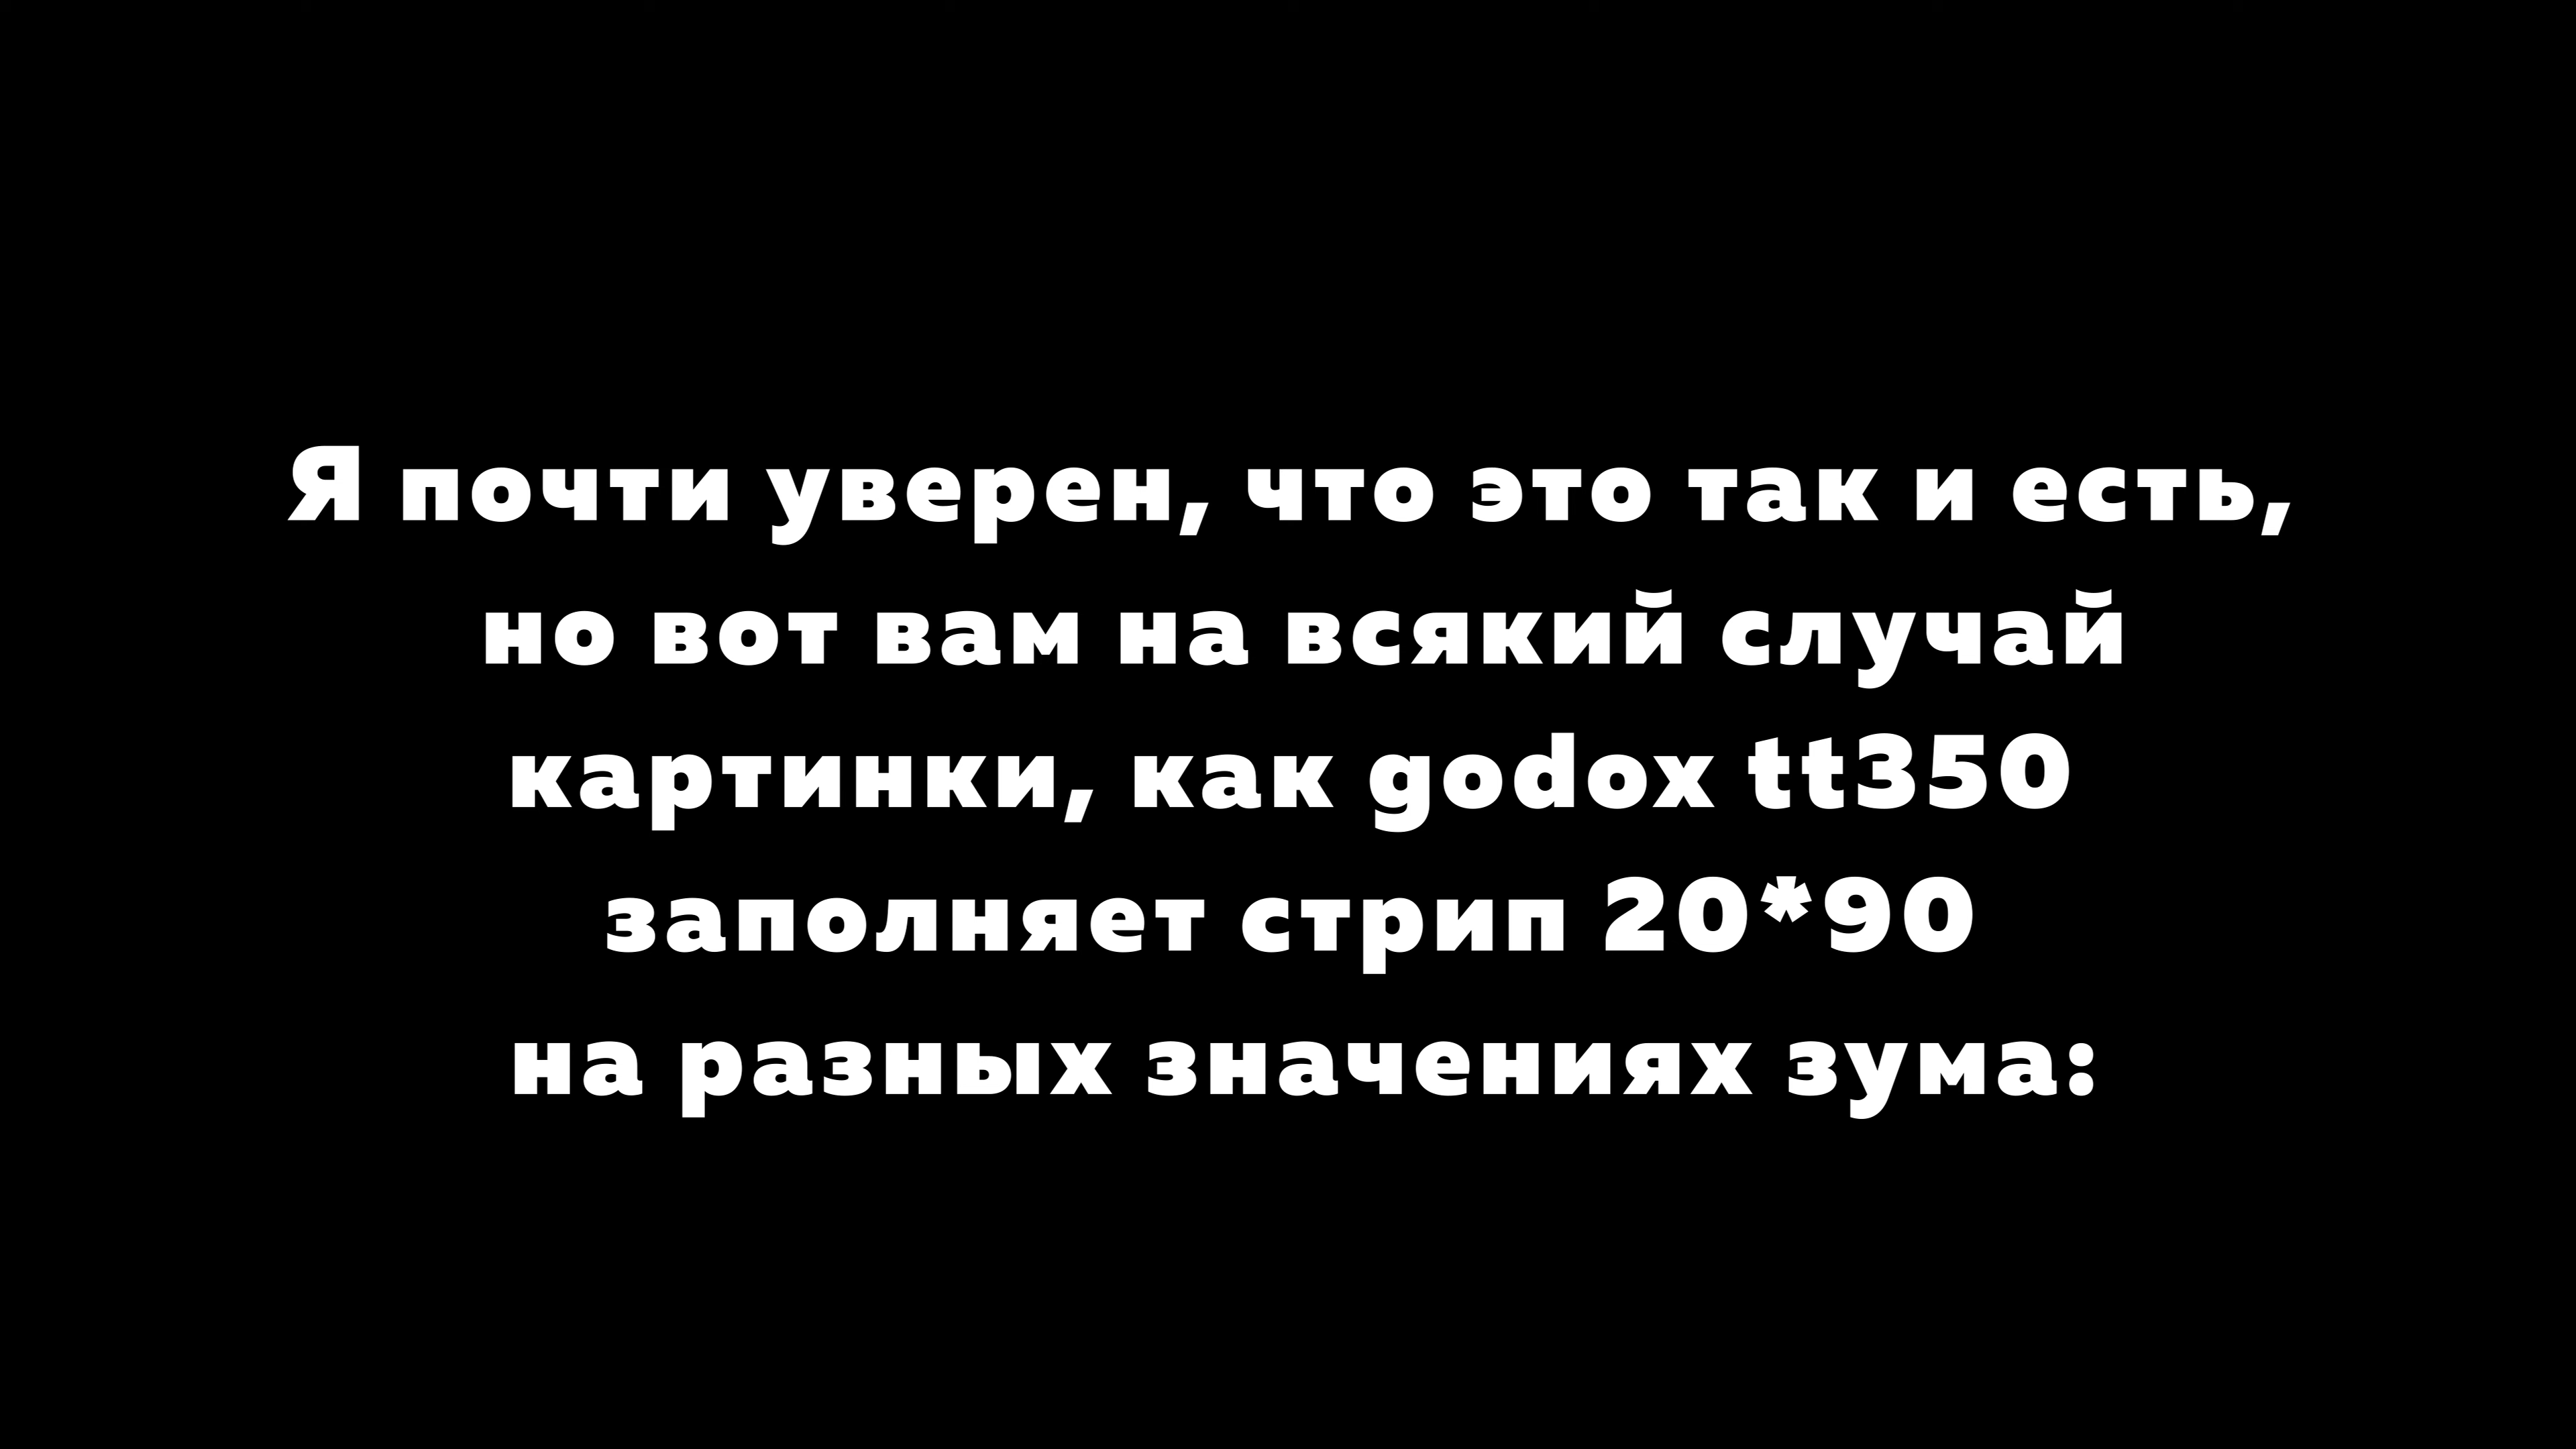 Я почти уверен, что это так и есть,
но вот вам на всякий случай
картинки, как godox tt350
заполняет стрип 20*90
на разных значениях зума: